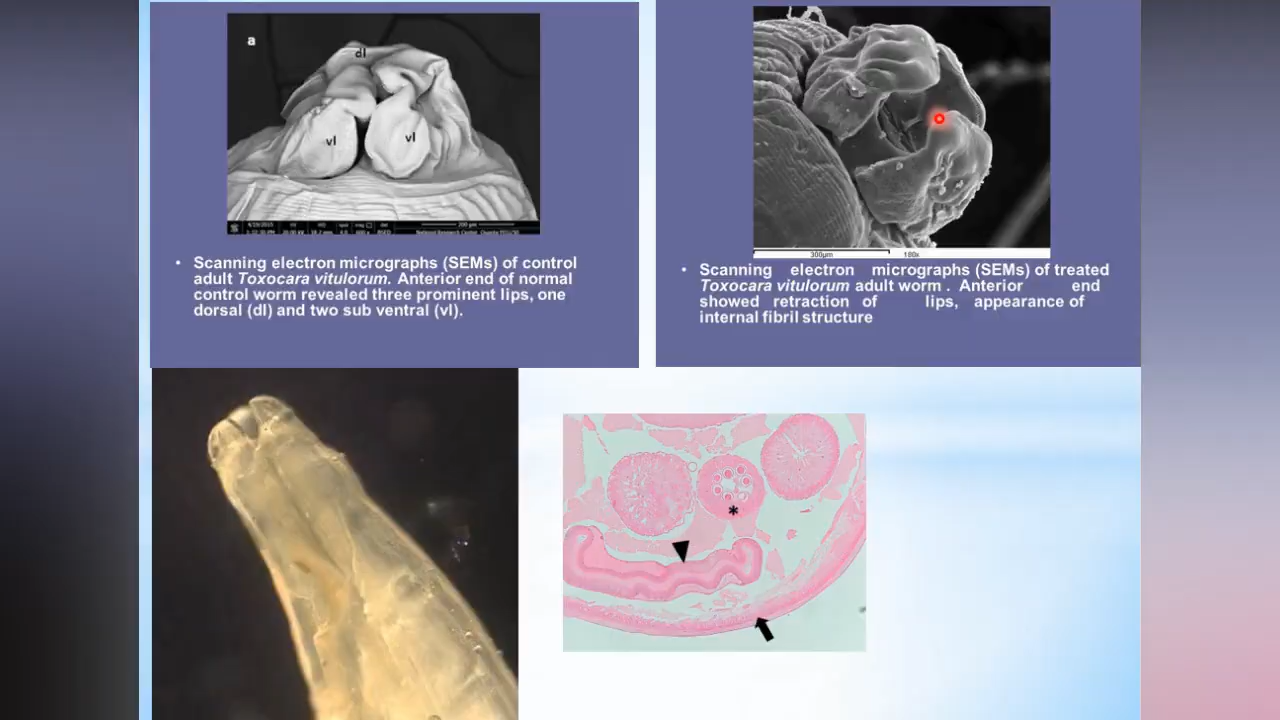 a
dl
vl
vl
200 µm
300µm 180x
• Scanning electron micrographs (SEMs) of control
adult Toxocara vitulorum. Anterior end of normal
control worm revealed three prominent lips, one
dorsal (dl) and two sub ventral (vl).
• Scanning electron micrographs (SEMs) of treated
Toxocara vitulorum adult worm . Anterior end
showed retraction of lips, appearance of
internal fibril structure
*